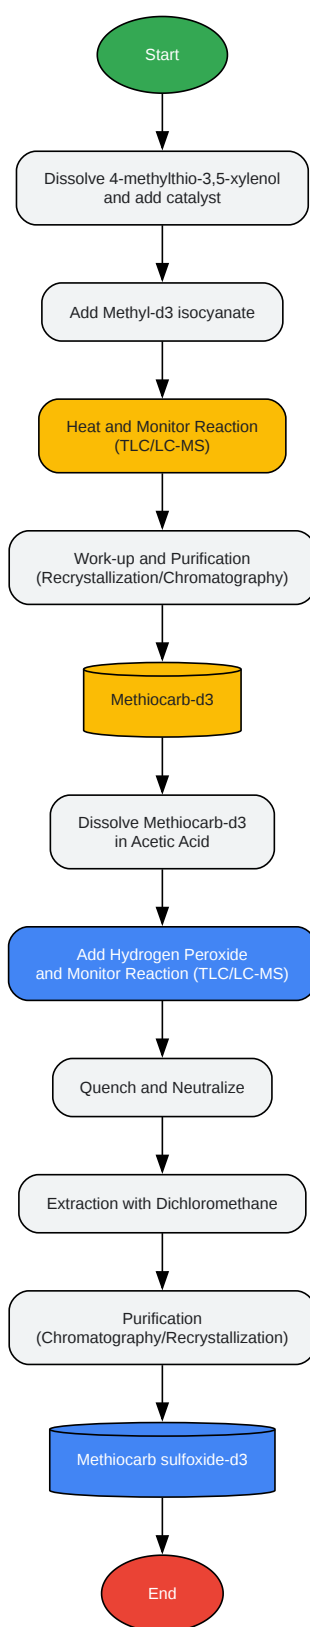 Start
Dissolve 4-methylthio-3,5-xylenol
and add catalyst
Add Methyl-d3 isocyanate
Heat and Monitor Reaction
(TLC/LC-MS)
Work-up and Purification
(Recrystallization/Chromatography)
Methiocarb-d3
Dissolve Methiocarb-d3
in Acetic Acid
Add Hydrogen Peroxide
and Monitor Reaction (TLC/LC-MS)
Quench and Neutralize
Extraction with Dichloromethane
Purification
(Chromatography/Recrystallization)
Methiocarb sulfoxide-d3
End